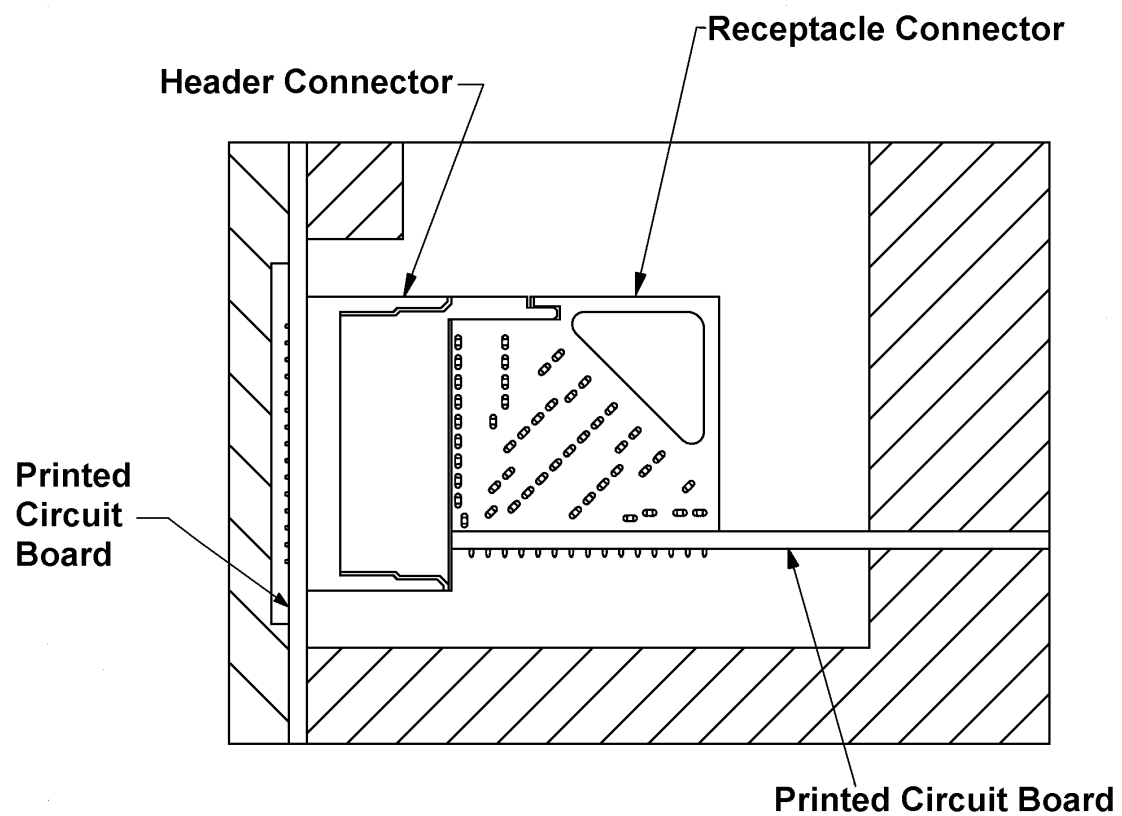 Receptacle Connector
Header Connector
Printed
Circuit
Board
Printed Circuit Board